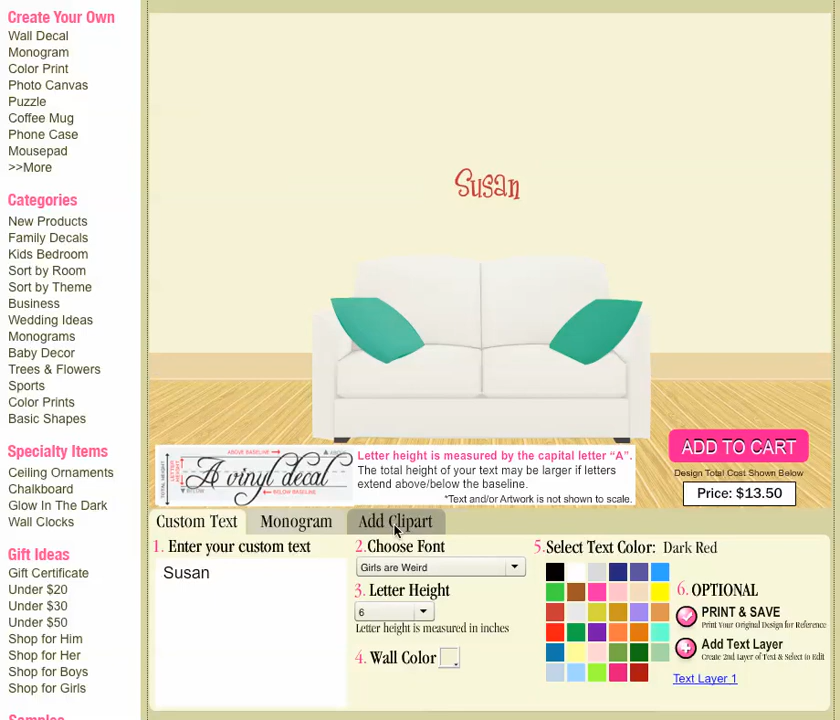 Create Your Own
Wall Decal
Monogram
Color Print
Photo Canvas
Puzzle
Coffee Mug
Phone Case
Mousepad
>>More
Categories
New Products
Family Decals
Kids Bedroom
Sort by Room
Sort by Theme
Business
Wedding Ideas
Monograms
Baby Decor
Trees & Flowers
Sports
Color Prints
Basic Shapes
Specialty Items
Ceiling Ornaments
Chalkboard
Glow In The Dark
Wall Clocks
Gift Ideas
Gift Certificate
Under $20
Under $30
Under $50
Shop for Him
Shop for Her
Shop for Boys
Shop for Girls
Susan
LETTER HEIGHT
ABOVE BASELINE
A vinyl decal
BELOW BASELINE
Letter height is measured by the capital letter “A”.
The total height of your text may be larger if letters
extend above/below the baseline.
*Text and/or Artwork is not shown to scale.
ADD TO CART
Design Total Cost Shown Below
Price: $13.50
Custom Text
Monogram
Add Clipart
1. Enter your custom text
Susan
2. Choose Font
Girls are Weird
3. Letter Height
6
Letter height is measured in inches
4. Wall Color
5. Select Text Color: Dark Red
6. OPTIONAL
PRINT & SAVE
Print Your Original Design for Reference
Add Text Layer
Create 2nd Layer of Text & Select to Edit
Text Layer 1